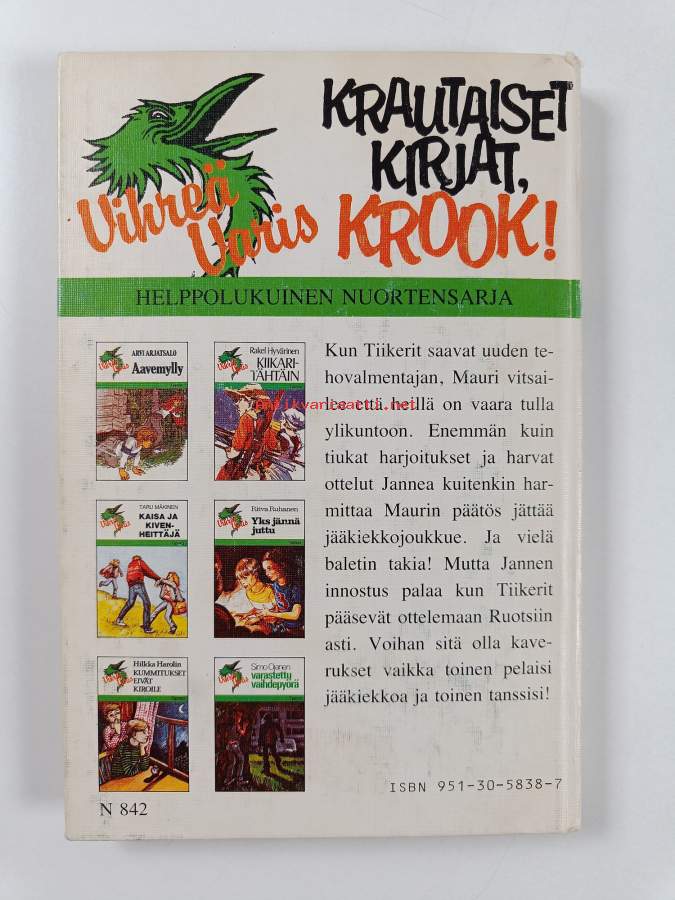 Vihreä
Varis
KRAUTAISET
KIRJAT,
KROOK!
HELPPOLUKUINEN NUORTENSARJA
ARVI ARJATSALO
Aavemylly
Rakel Hyvärinen
KIIKARI-
TÄHTÄIN
TARU MÄKINEN
KAISA JA
KIVEN-
HEITTÄJÄ
Ritva Ruhanen
Yks jännä
juttu
Hilkka Harolin
KUMMITUKSET
EIVÄT
KIROILE
Simo Ojanen
varastettu
vaihdepyörä
Kun Tiikerit saavat uuden te-
hovalmentajan, Mauri vitsai-
lee että heillä on vaara tulla
ylikuntoon. Enemmän kuin
tiukat harjoitukset ja harvat
ottelut Jannea kuitenkin har-
mittaa Maurin päätös jättää
jääkiekkojoukkue. Ja vielä
baletin takia! Mutta Jannen
innostus palaa kun Tiikerit
pääsevät ottelemaan Ruotsiin
asti. Voihan sitä olla kave-
rukset vaikka toinen pelaisi
jääkiekkoa ja toinen tanssisi!
ISBN 951-30-5838-7
N 842